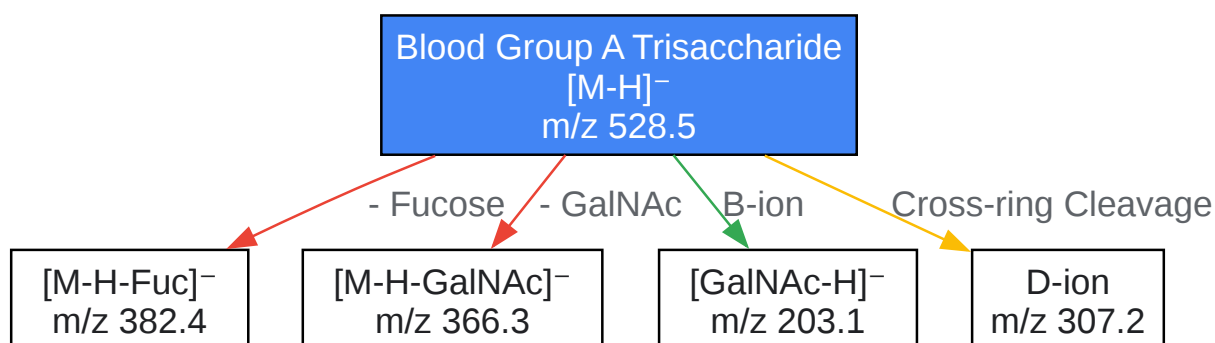 Blood Group A Trisaccharide
[M-H]⁻
m/z 528.5
- Fucose
- GalNAc
B-ion
Cross-ring Cleavage
[M-H-Fuc]⁻
m/z 382.4
[M-H-GalNAc]⁻
m/z 366.3
[GalNAc-H]⁻
m/z 203.1
D-ion
m/z 307.2